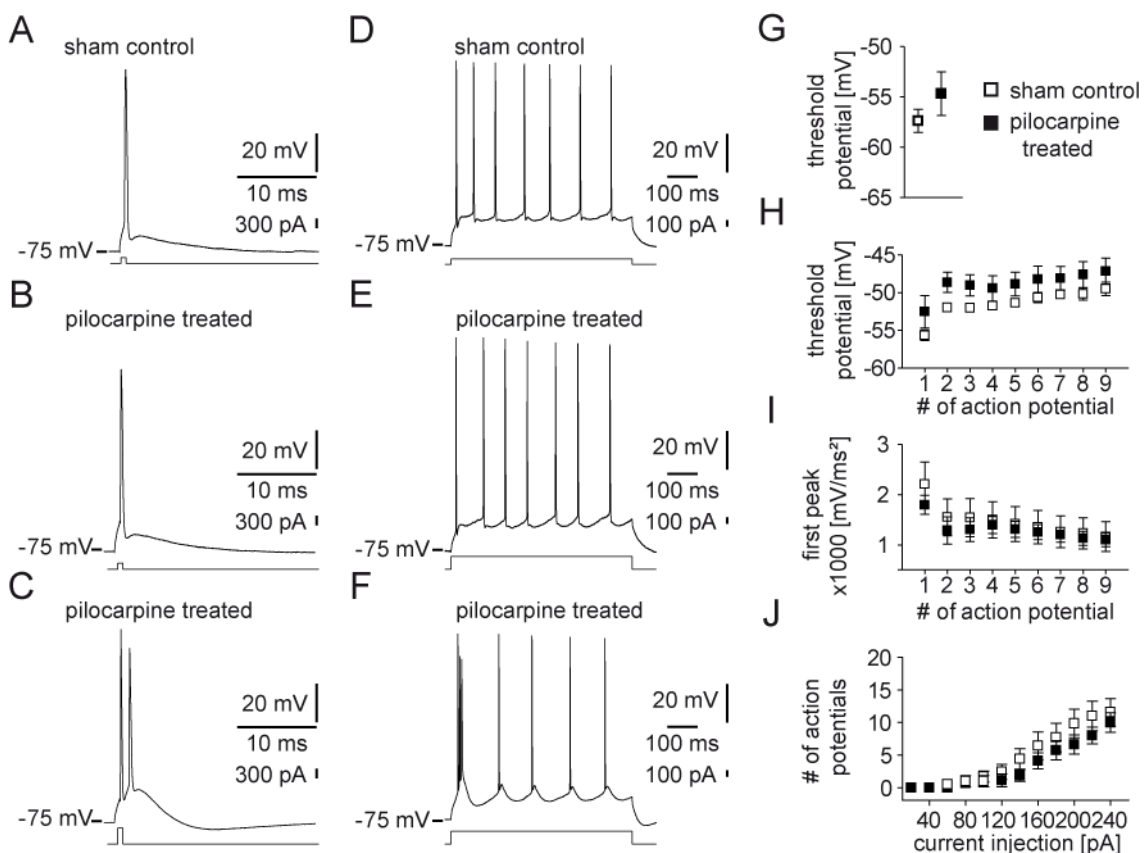 A
sham control
20 mV
10 ms
300 pA
-75 mV
B
pilocarpine treated
20 mV
10 ms
300 pA
-75 mV
C
pilocarpine treated
20 mV
10 ms
300 pA
-75 mV
D
sham control
20 mV
100 ms
100 pA
-75 mV
E
pilocarpine treated
20 mV
100 ms
100 pA
-75 mV
F
pilocarpine treated
20 mV
100 ms
100 pA
-75 mV
G
threshold
potential [mV]
-50
-55
-60
-65
sham control
pilocarpine
treated
H
threshold
potential [mV]
-45
-50
-55
-60
1 2 3 4 5 6 7 8 9
# of action potential
I
first peak
x1000 [mV/ms²]
3
2
1
1 2 3 4 5 6 7 8 9
# of action potential
J
# of action
potentials
20
15
10
5
0
40 80 120 160 200 240
current injection [pA]